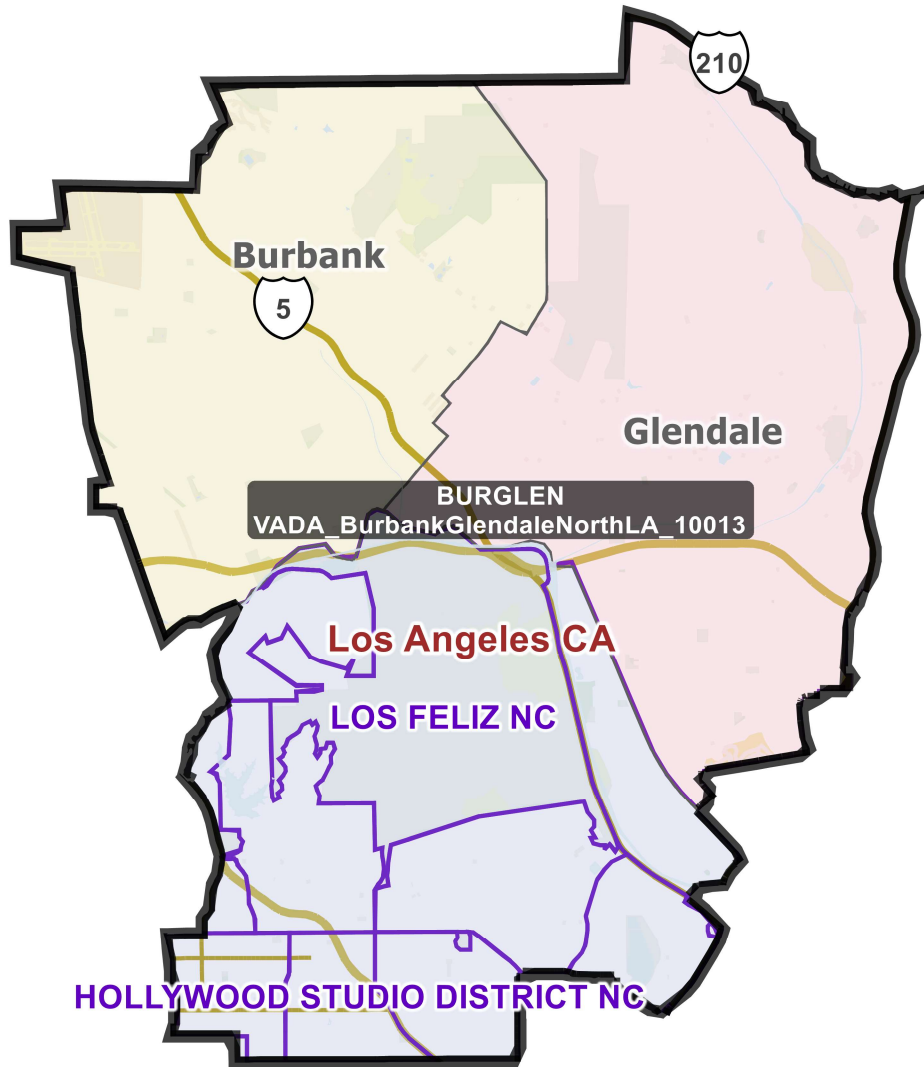 210
Burbank
5
Glendale
BURGLEN
VADA_BurbankGlendaleNorthLA_10013
Los Angeles CA
LOS FELIZ NC
HOLLYWOOD STUDIO DISTRICT NC